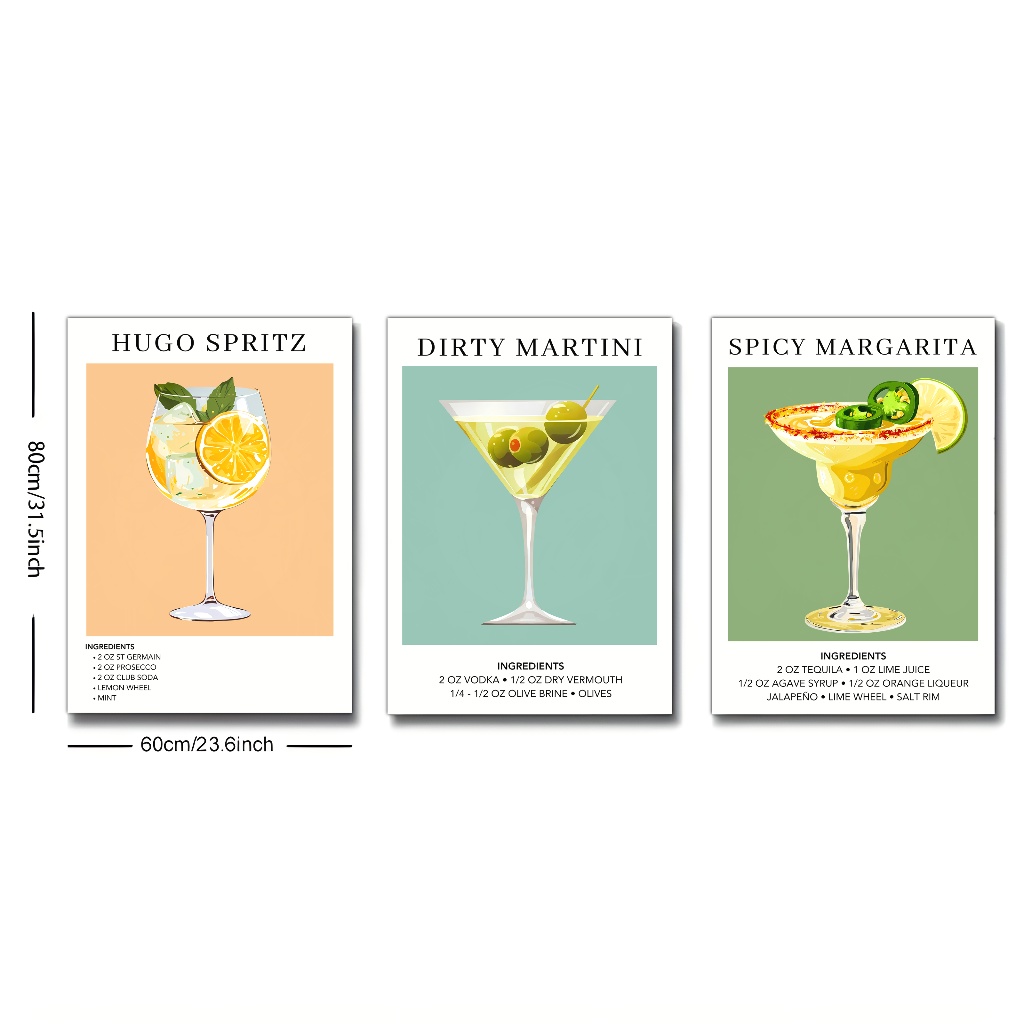 80cm/31.5inch
60cm/23.6inch
HUGO SPRITZ
INGREDIENTS
• 2 OZ ST GERMAIN
• 2 OZ PROSECCO
• 2 OZ CLUB SODA
• LEMON WHEEL
• MINT
DIRTY MARTINI
INGREDIENTS
2 OZ VODKA • 1/2 OZ DRY VERMOUTH
1/4 - 1/2 OZ OLIVE BRINE • OLIVES
SPICY MARGARITA
INGREDIENTS
2 OZ TEQUILA • 1 OZ LIME JUICE
1/2 OZ AGAVE SYRUP • 1/2 OZ ORANGE LIQUEUR
JALAPEÑO • LIME WHEEL • SALT RIM